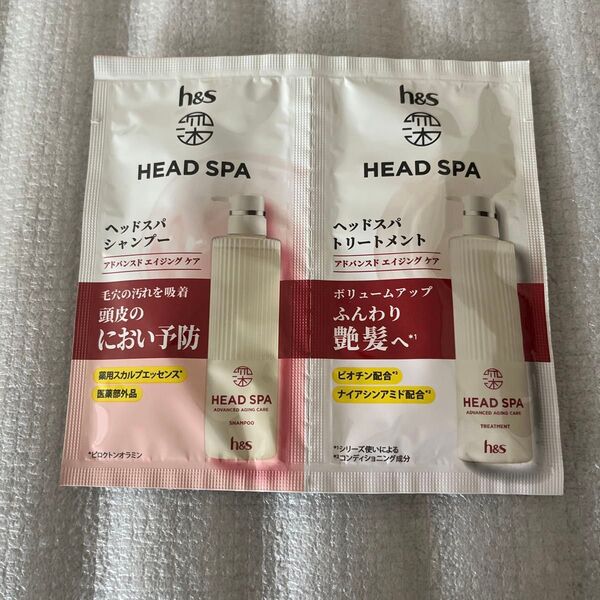 h&s
HEAD SPA
ヘッドスパ
シャンプー
アドバンスド エイジング ケア
毛穴の汚れを吸着
頭皮の
におい予防
薬用スカルプエッセンス*
医薬部外品
*ピロクトンオラミン
HEAD SPA
ADVANCED AGING CARE
SHAMPOO
h&s
h&s
HEAD SPA
ヘッドスパ
トリートメント
アドバンスド エイジング ケア
ボリュームアップ
ふんわり
艶髪へ*1
ビオチン配合*2
ナイアシンアミド配合*2
*1シリーズ使いによる
*2コンディショニング成分
HEAD SPA
ADVANCED AGING CARE
TREATMENT
h&s